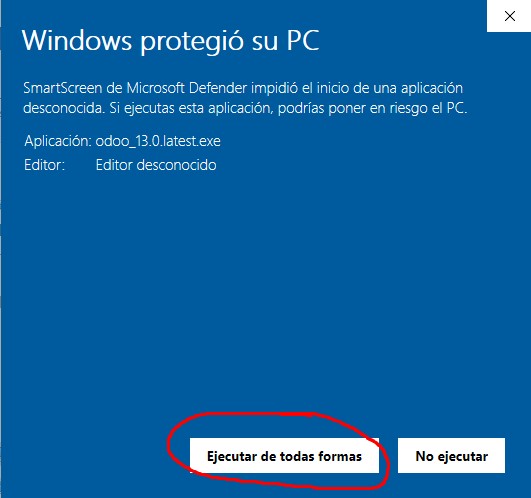 Windows protegió su PC
SmartScreen de Microsoft Defender impidió el inicio de una aplicación
desconocida. Si ejecutas esta aplicación, podrías poner en riesgo el PC.
Aplicación: odoo_13.0.latest.exe
Editor: Editor desconocido
Ejecutar de todas formas No ejecutar